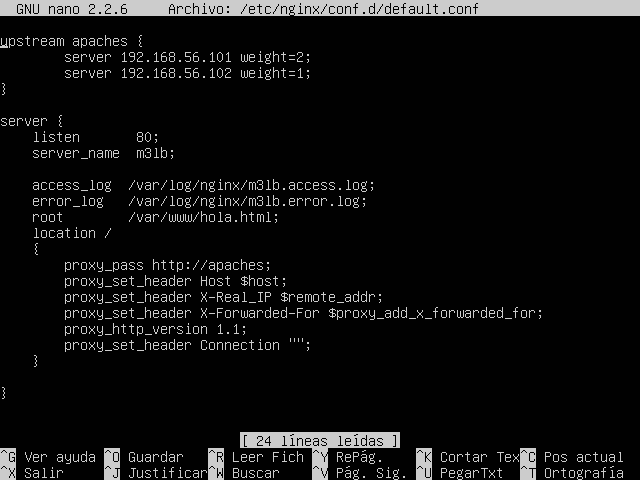 GNU nano 2.2.6     Archivo: /etc/nginx/conf.d/default.conf
upstream apaches {
        server 192.168.56.101 weight=2;
        server 192.168.56.102 weight=1;
}
server {
    listen       80;
    server_name  m3lb;
    access_log  /var/log/nginx/m3lb.access.log;
    error_log   /var/log/nginx/m3lb.error.log;
    root        /var/www/hola.html;
    location /
    {
        proxy_pass http://apaches;
        proxy_set_header Host $host;
        proxy_set_header X-Real_IP $remote_addr;
        proxy_set_header X-Forwarded-For $proxy_add_x_forwarded_for;
        proxy_http_version 1.1;
        proxy_set_header Connection "";
    }
}
[ 24 líneas leídas ]
^G Ver ayuda ^O Guardar ^R Leer Fich ^Y RePág. ^K Cortar Tex ^C Pos actual
^X Salir ^J Justificar ^W Buscar ^V Pág. Sig. ^U PegarTxt ^T Ortografía